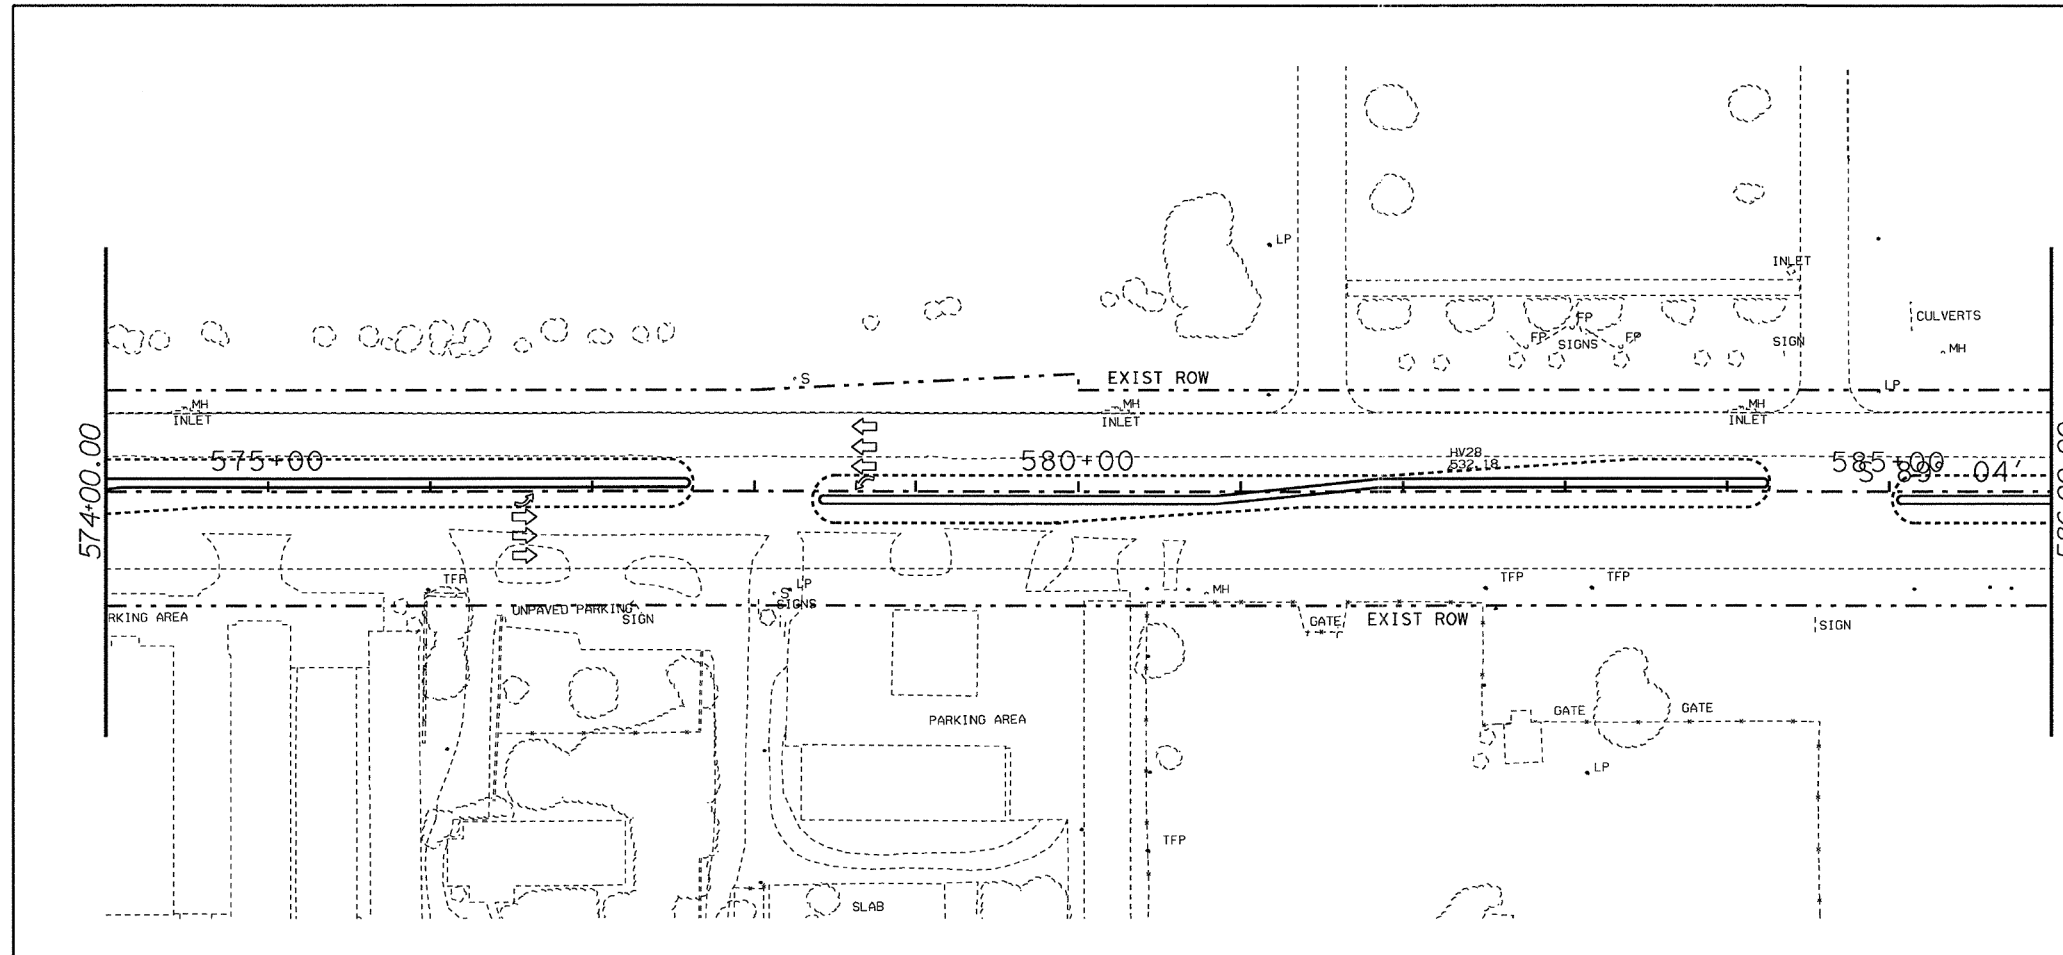 LP
INLET
FP
CULVERTS
FP
FP
SIGNS
SIGN
MH
S
EXIST ROW
LP
MH
INLET
MH
INLET
MH
INLET
574+00.00
575+00
580+00
HV28
532.18
585+00
S 89° 04'
TFP
LP
S
SIGNS
MH
TFP
TFP
RKING AREA
UNPAVED PARKING
SIGN
GATE
EXIST ROW
SIGN
PARKING AREA
GATE
GATE
LP
TFP
SLAB